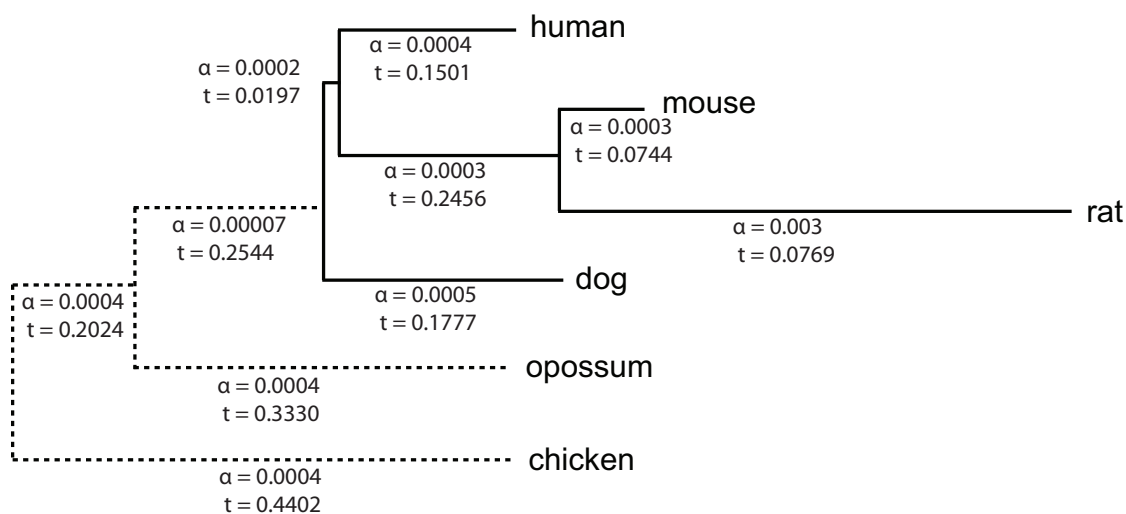 human
α = 0.0004
t = 0.1501
α = 0.0002
t = 0.0197
mouse
α = 0.0003
t = 0.0744
α = 0.0003
t = 0.2456
rat
α = 0.003
t = 0.0769
α = 0.00007
t = 0.2544
dog
α = 0.0005
t = 0.1777
α = 0.0004
t = 0.2024
opossum
α = 0.0004
t = 0.3330
chicken
α = 0.0004
t = 0.4402